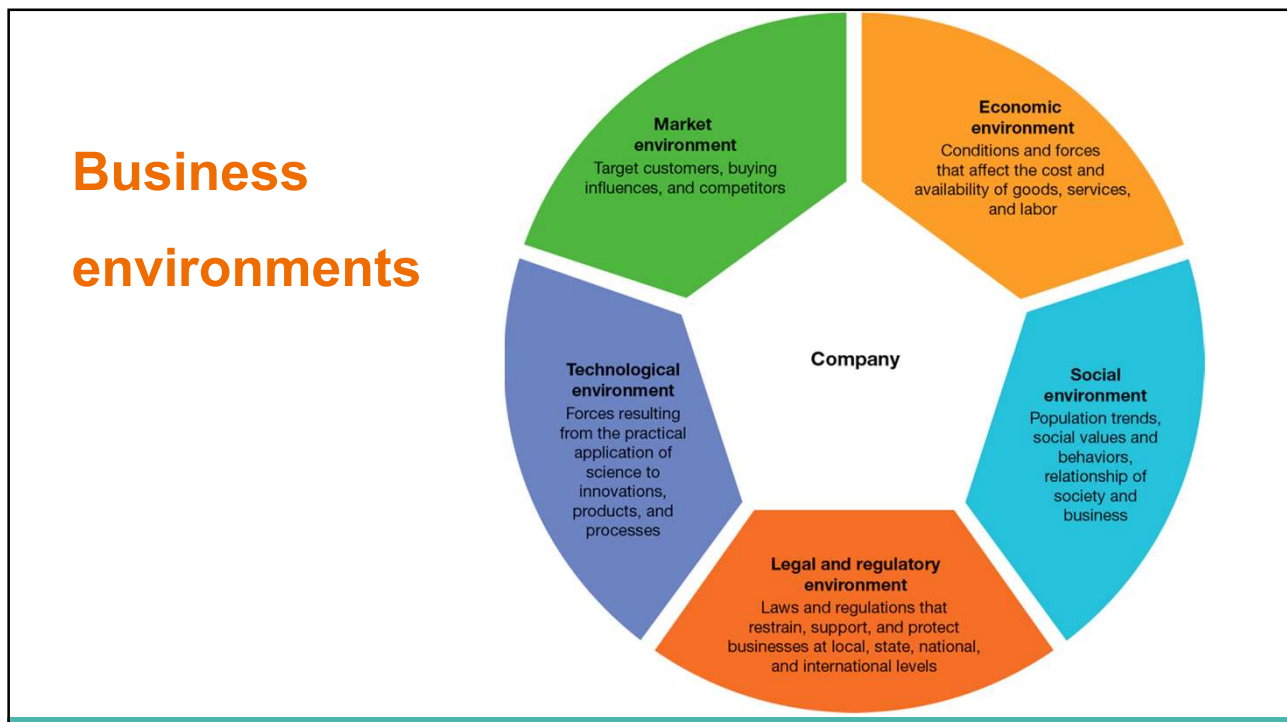 Business
environments
Market
environment
Target customers, buying
influences, and competitors
Economic
environment
Conditions and forces
that affect the cost and
availability of goods, services,
and labor
Technological
environment
Forces resulting
from the practical
application of
science to
innovations,
products, and
processes
Company
Social
environment
Population trends,
social values and
behaviors,
relationship of
society and
business
Legal and regulatory
environment
Laws and regulations that
restrain, support, and protect
businesses at local, state, national,
and international levels